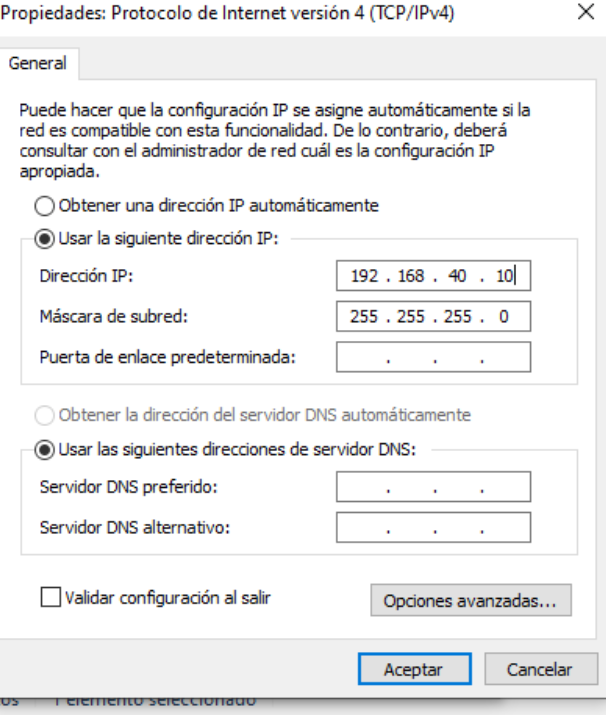 Propiedades: Protocolo de Internet versión 4 (TCP/IPv4)
General
Puede hacer que la configuración IP se asigne automáticamente si la
red es compatible con esta funcionalidad. De lo contrario, deberá
consultar con el administrador de red cuál es la configuración IP
apropiada.
Obtener una dirección IP automáticamente
Usar la siguiente dirección IP:
Dirección IP: 192 . 168 . 40 . 10
Máscara de subred: 255 . 255 . 255 . 0
Puerta de enlace predeterminada: . . .
Obtener la dirección del servidor DNS automáticamente
Usar las siguientes direcciones de servidor DNS:
Servidor DNS preferido: . . .
Servidor DNS alternativo: . . .
Validar configuración al salir
Opciones avanzadas...
Aceptar Cancelar
elemento seleccionado